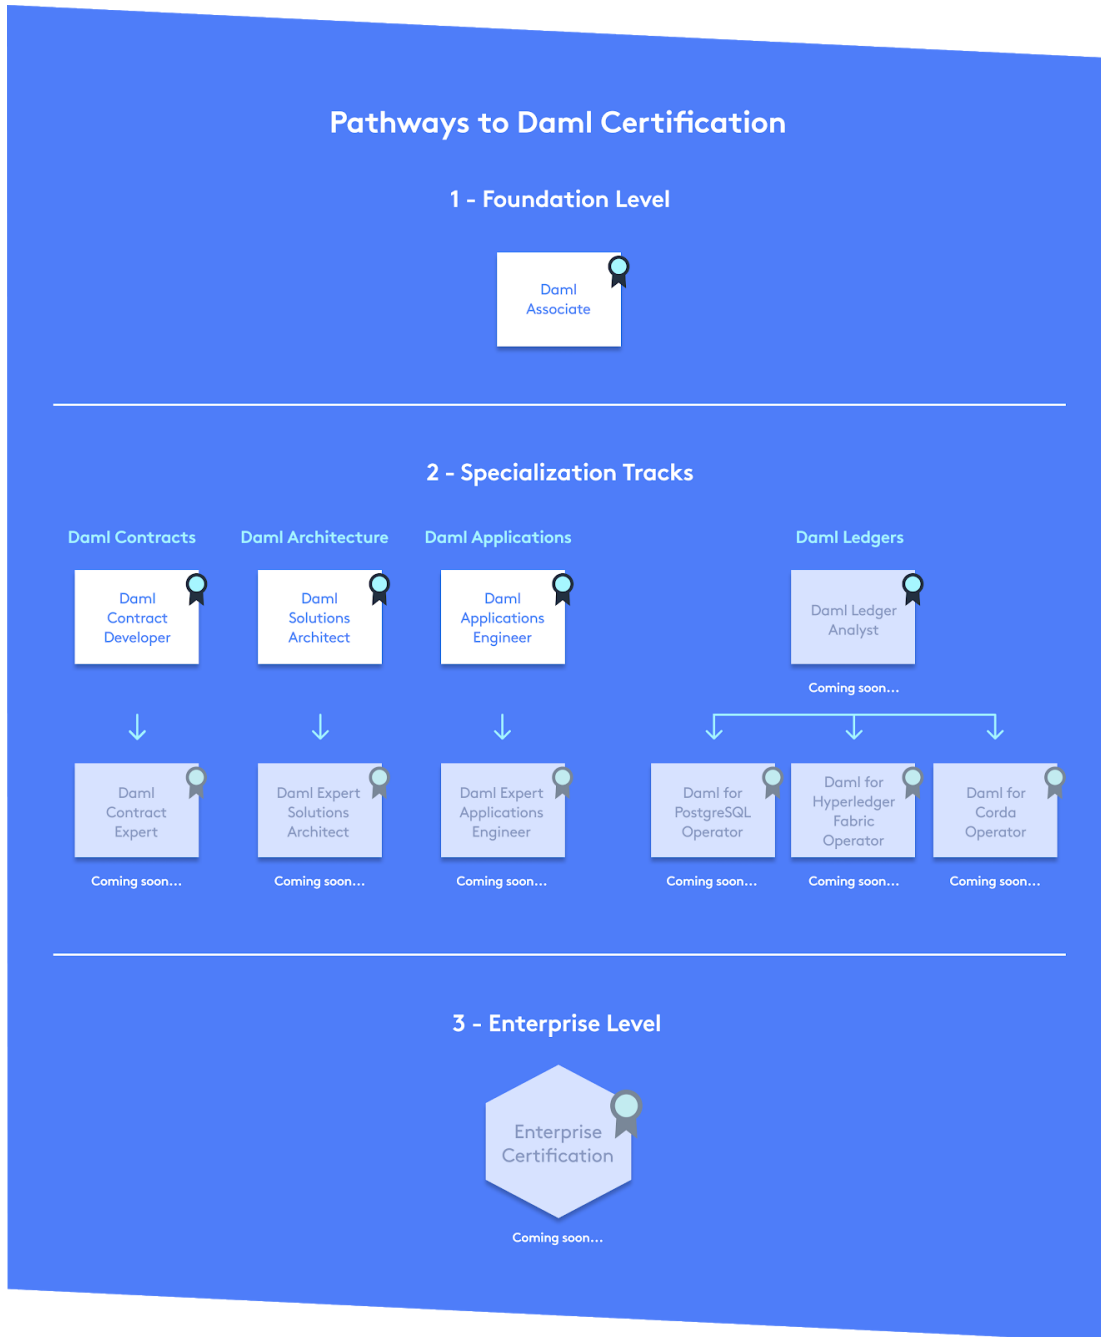 Pathways to Daml Certification
1 - Foundation Level
Daml
Associate
2 - Specialization Tracks
Daml Contracts
Daml Architecture
Daml Applications
Daml Ledgers
Daml
Contract
Developer
Daml
Solutions
Architect
Daml
Applications
Engineer
Daml Ledger
Analyst
Coming soon...
Daml
Contract
Expert
Coming soon...
Daml Expert
Solutions
Architect
Coming soon...
Daml Expert
Applications
Engineer
Coming soon...
Daml for
PostgreSQL
Operator
Coming soon...
Daml for
Hyperledger
Fabric
Operator
Coming soon...
Daml for
Corda
Operator
Coming soon...
3 - Enterprise Level
Enterprise
Certification
Coming soon...